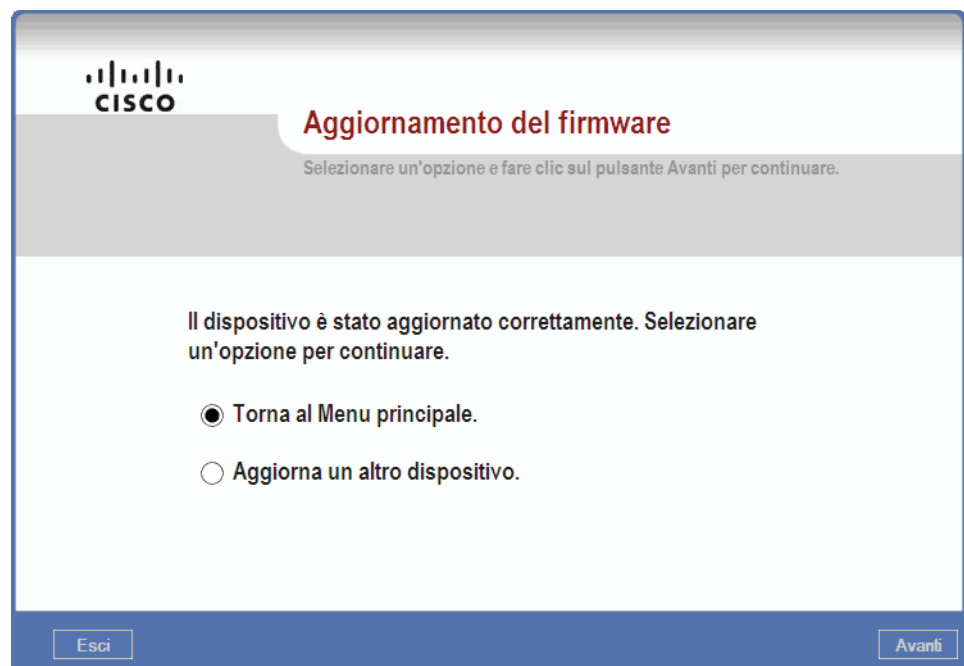 CISCO
Aggiornamento del firmware
Selezionare un'opzione e fare clic sul pulsante Avanti per continuare.
Il dispositivo è stato aggiornato correttamente. Selezionare
un'opzione per continuare.
Torna al Menu principale.
Aggiorna un altro dispositivo.
Esci
Avanti